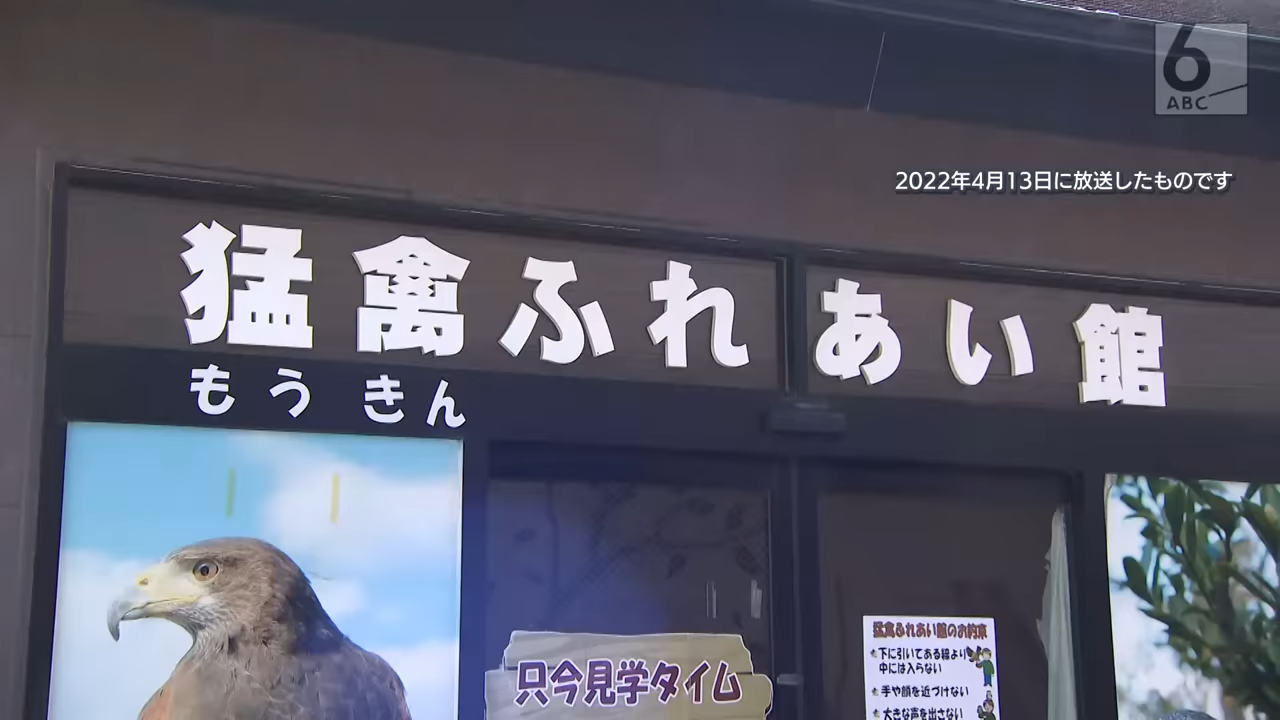 6
ABC
2022年4月13日に放送したものです
猛禽ふれあい館
もうきん
只今見学タイム
猛禽ふれあい館のお約束
下に引いてある線より
中には入らない
手や顔を近づけない
大きな声を出さない